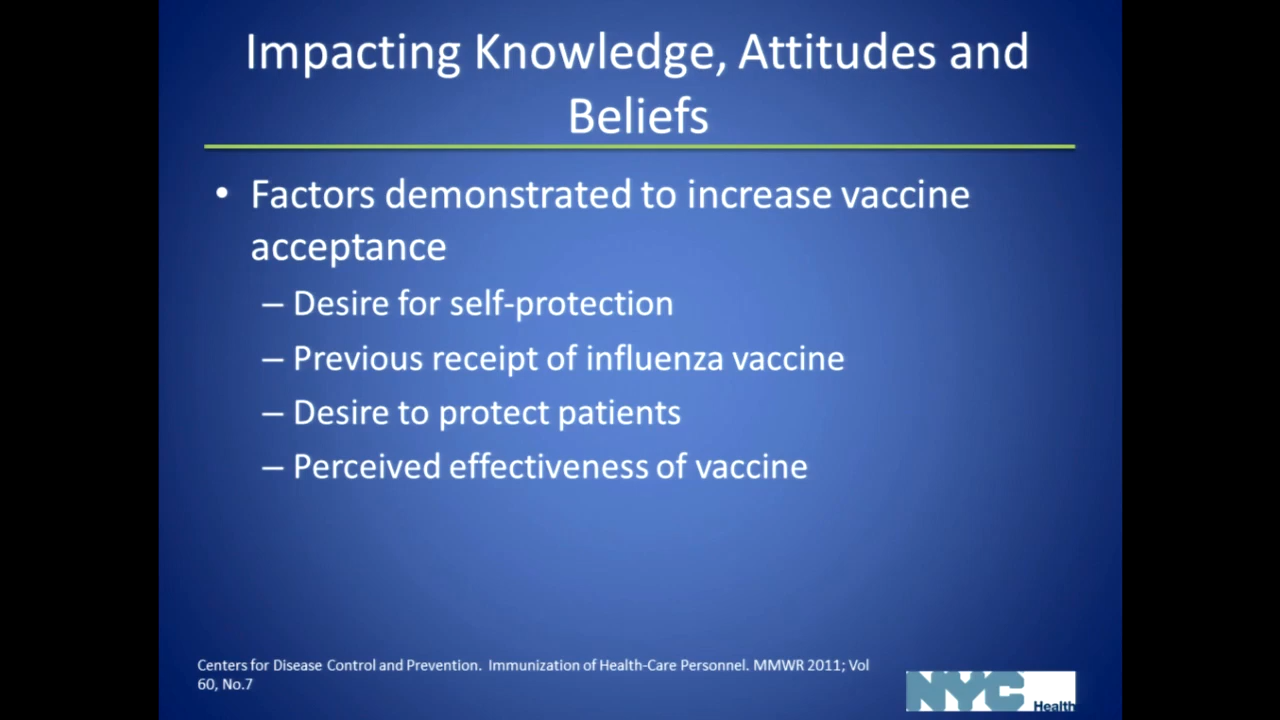 Impacting Knowledge, Attitudes and
Beliefs
• Factors demonstrated to increase vaccine
acceptance
– Desire for self-protection
– Previous receipt of influenza vaccine
– Desire to protect patients
– Perceived effectiveness of vaccine
Centers for Disease Control and Prevention.  Immunization of Health-Care Personnel. MMWR 2011; Vol
60, No.7
NYC
Health